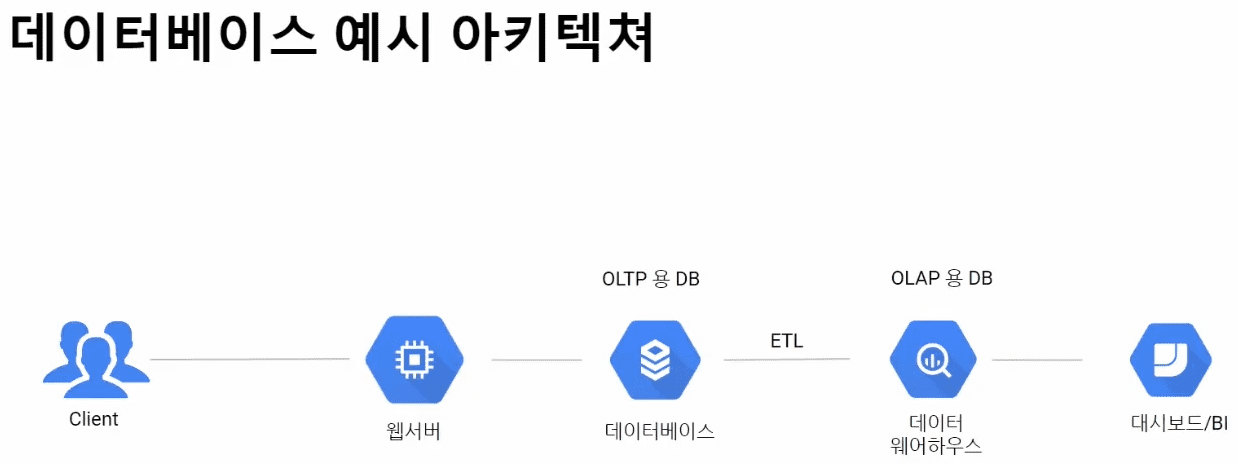 데이터베이스 예시 아키텍쳐
OLTP 용 DB
OLAP 용 DB
ETL
Client
웹서버
데이터베이스
데이터
웨어하우스
대시보드/BI